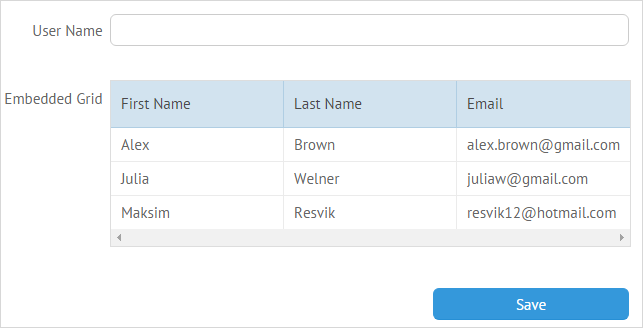 User Name
Embedded Grid
First Name Last Name Email
Alex Brown alex.brown@gmail.com
Julia Welner juliaw@gmail.com
Maksim Resvik resvik12@hotmail.com
Save